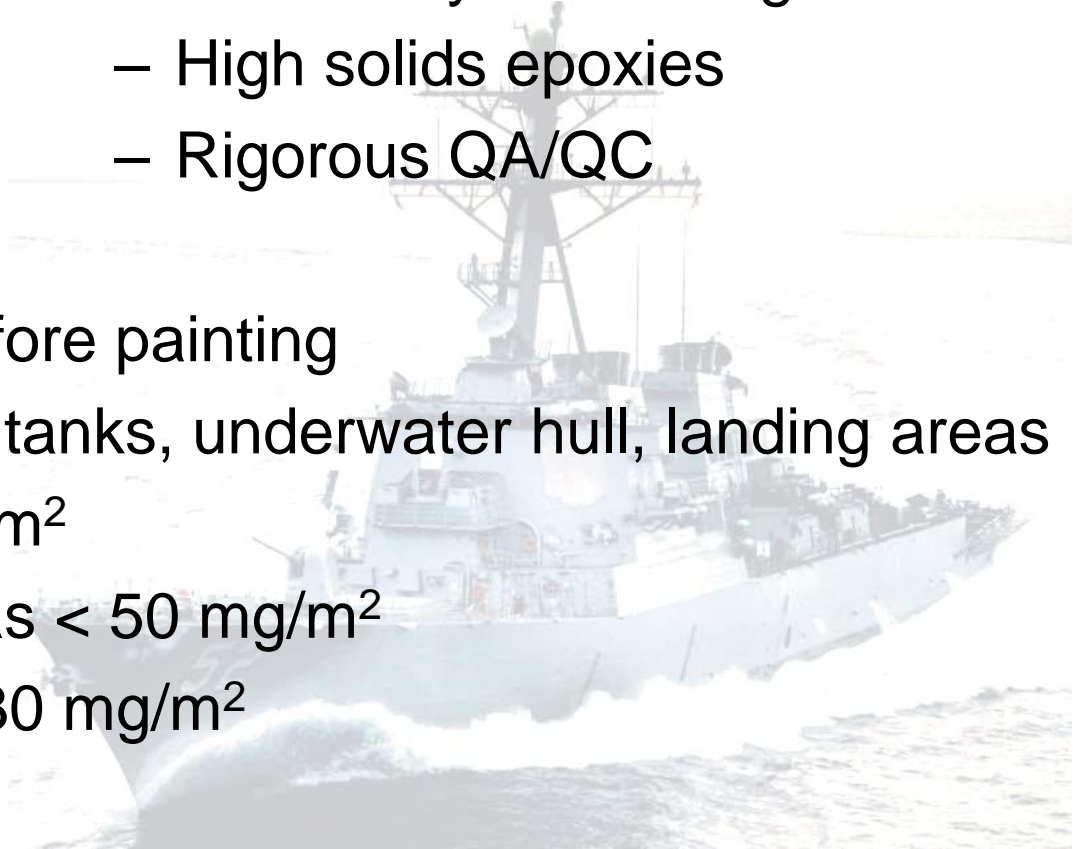 – High solids epoxies
– Rigorous QA/QC
fore painting
tanks, underwater hull, landing areas
m²
s < 50 mg/m²
30 mg/m²